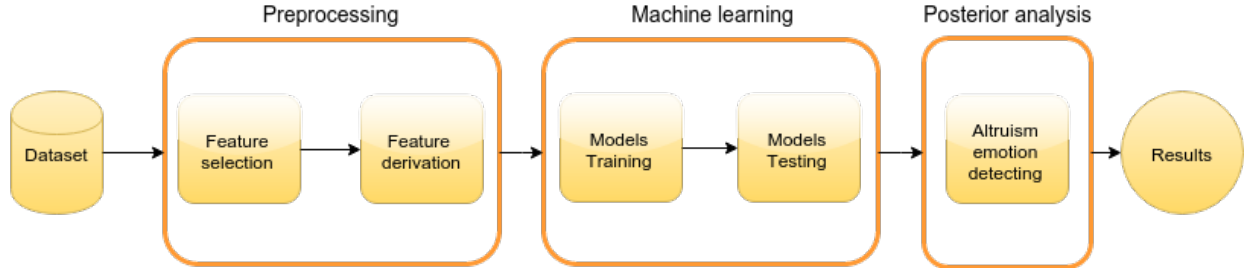 Preprocessing
Machine learning
Posterior analysis
Dataset
Feature
selection
Feature
derivation
Models
Training
Models
Testing
Altruism
emotion
detecting
Results